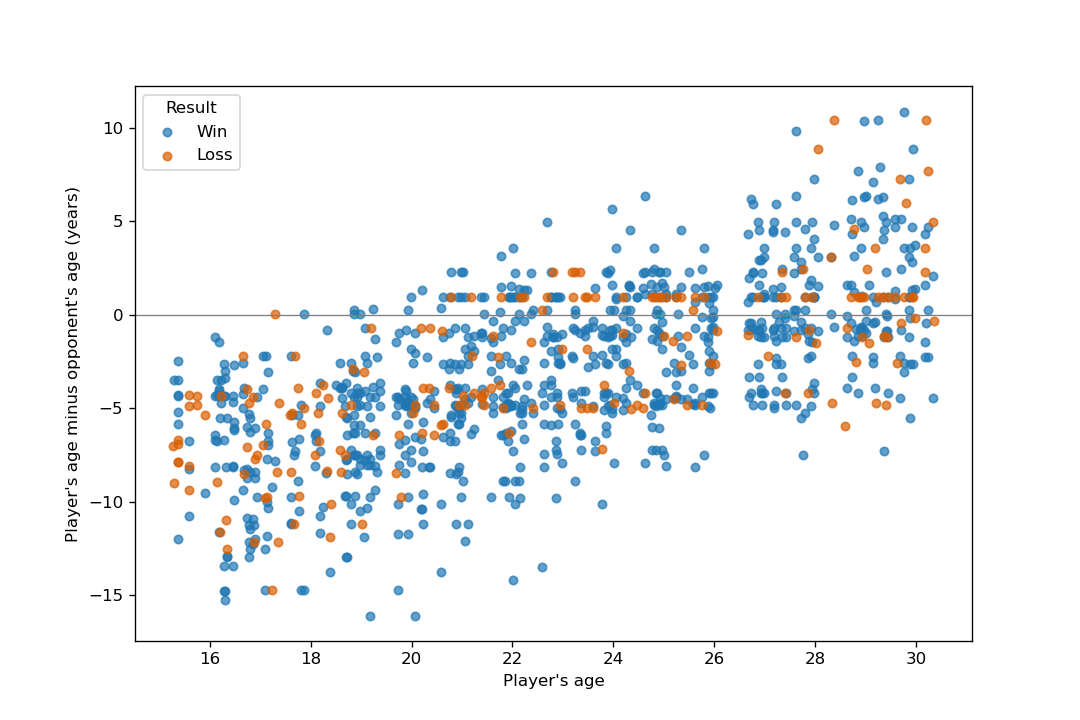 Result
Win
Loss
10
5
0
−5
−10
−15
Player's age minus opponent's age (years)
16 18 20 22 24 26 28 30
Player's age